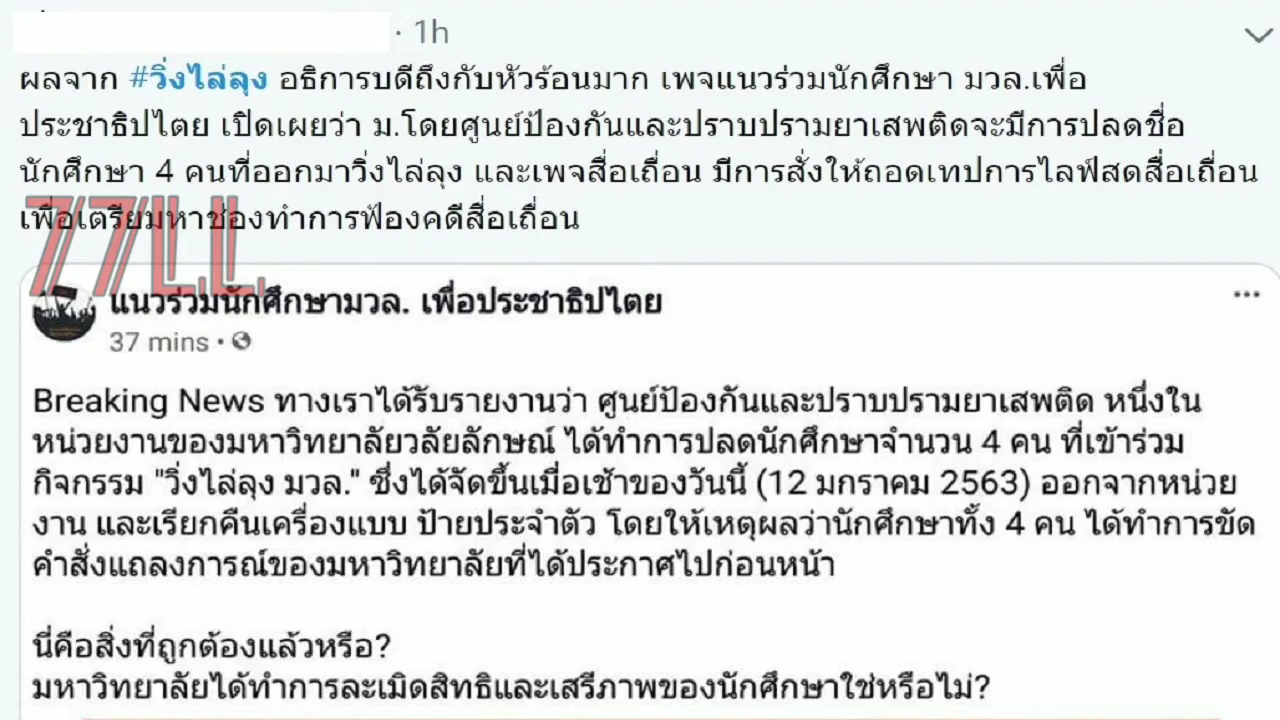 · 1h
ผลจาก #วิ่งไล่ลุง อธิการบดีถึงกับหัวร้อนมาก เพจแนวร่วมนักศึกษา มวล.เพื่อ
ประชาธิปไตย เปิดเผยว่า ม.โดยศูนย์ป้องกันและปราบปรามยาเสพติดจะมีการปลดชื่อ
นักศึกษา 4 คนที่ออกมาวิ่งไล่ลุง และเพจสื่อเถื่อน มีการสั่งให้ถอดเทปการไลฟ์สดสื่อเถื่อน
เพื่อเตรียมหาช่องทำการฟ้องคดีสื่อเถื่อน
77LL.
แนวร่วมนักศึกษามวล. เพื่อประชาธิปไตย
37 mins ·
Breaking News ทางเราได้รับรายงานว่า ศูนย์ป้องกันและปราบปรามยาเสพติด หนึ่งใน
หน่วยงานของมหาวิทยาลัยวลัยลักษณ์ ได้ทำการปลดนักศึกษาจำนวน 4 คน ที่เข้าร่วม
กิจกรรม "วิ่งไล่ลุง มวล." ซึ่งได้จัดขึ้นเมื่อเช้าของวันนี้ (12 มกราคม 2563) ออกจากหน่วย
งาน และเรียกคืนเครื่องแบบ ป้ายประจำตัว โดยให้เหตุผลว่านักศึกษาทั้ง 4 คน ได้ทำการขัด
คำสั่งแถลงการณ์ของมหาวิทยาลัยที่ได้ประกาศไปก่อนหน้า
นี่คือสิ่งที่ถูกต้องแล้วหรือ?
มหาวิทยาลัยได้ทำการละเมิดสิทธิและเสรีภาพของนักศึกษาใช่หรือไม่?